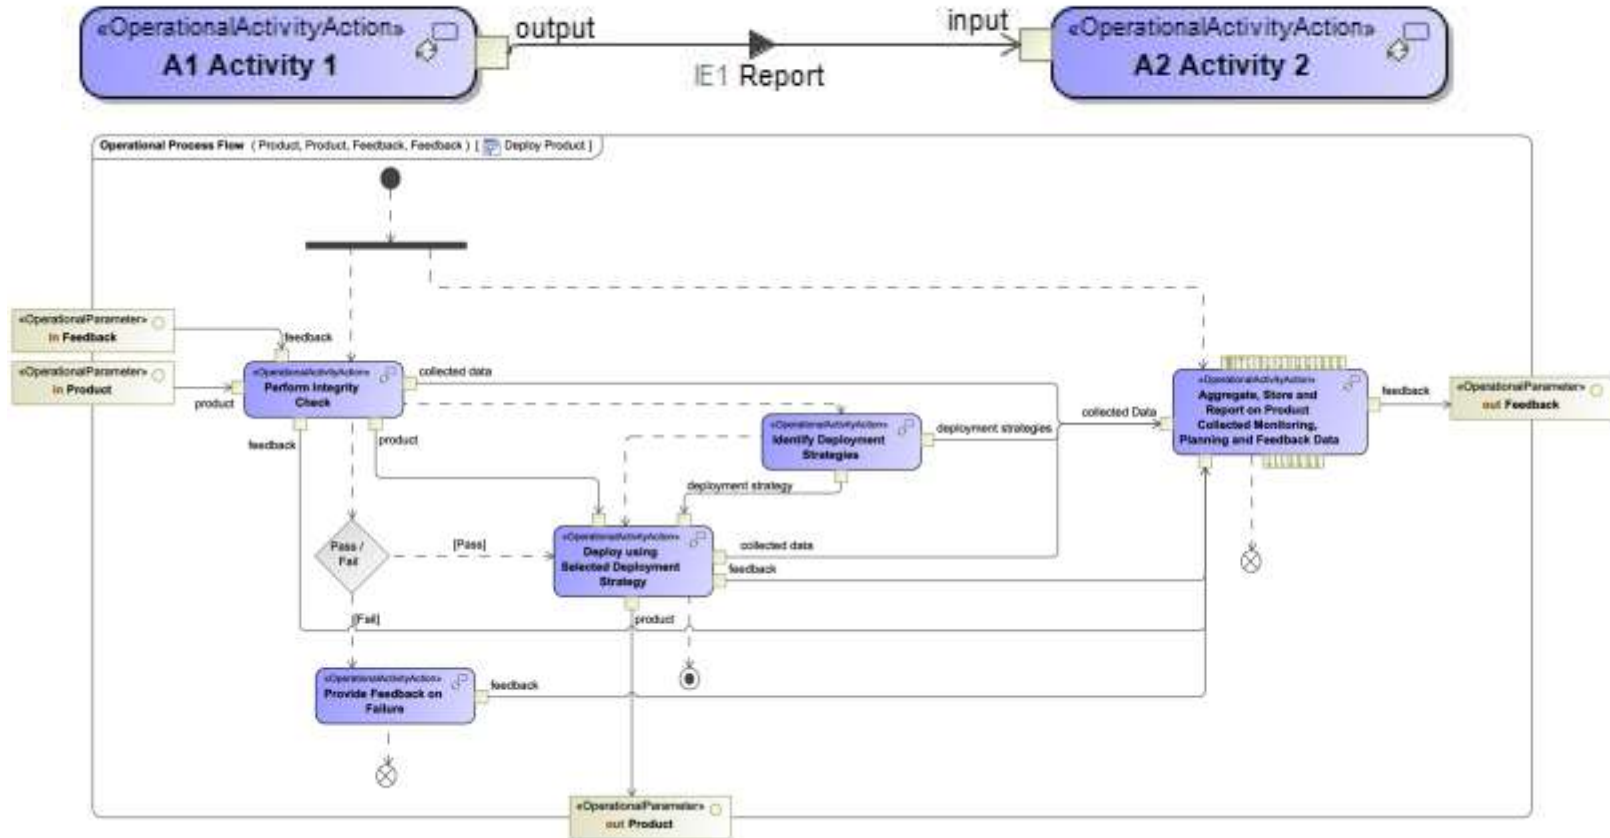 «OperationalActivityAction»
A1 Activity 1
output
IE1 Report
input
«OperationalActivityAction»
A2 Activity 2
Operational Process Flow ( Product, Product, Feedback, Feedback ) [ Deploy Product ]
«OperationalParameter»
in Feedback
feedback
«OperationalParameter»
in Product
product
«OperationalActivityAction»
Perform Integrity
Check
collected data
feedback
product
«OperationalActivityAction»
Identify Deployment
Strategies
deployment strategies
deployment strategy
collected Data
«OperationalActivityAction»
Aggregate, Store and
Report on Product
Collected Monitoring,
Planning and Feedback Data
feedback
«OperationalParameter»
out Feedback
Pass /
Fail
[Pass]
«OperationalActivityAction»
Deploy using
Selected Deployment
Strategy
collected data
feedback
product
[Fail]
«OperationalActivityAction»
Provide Feedback on
Failure
feedback
«OperationalParameter»
out Product